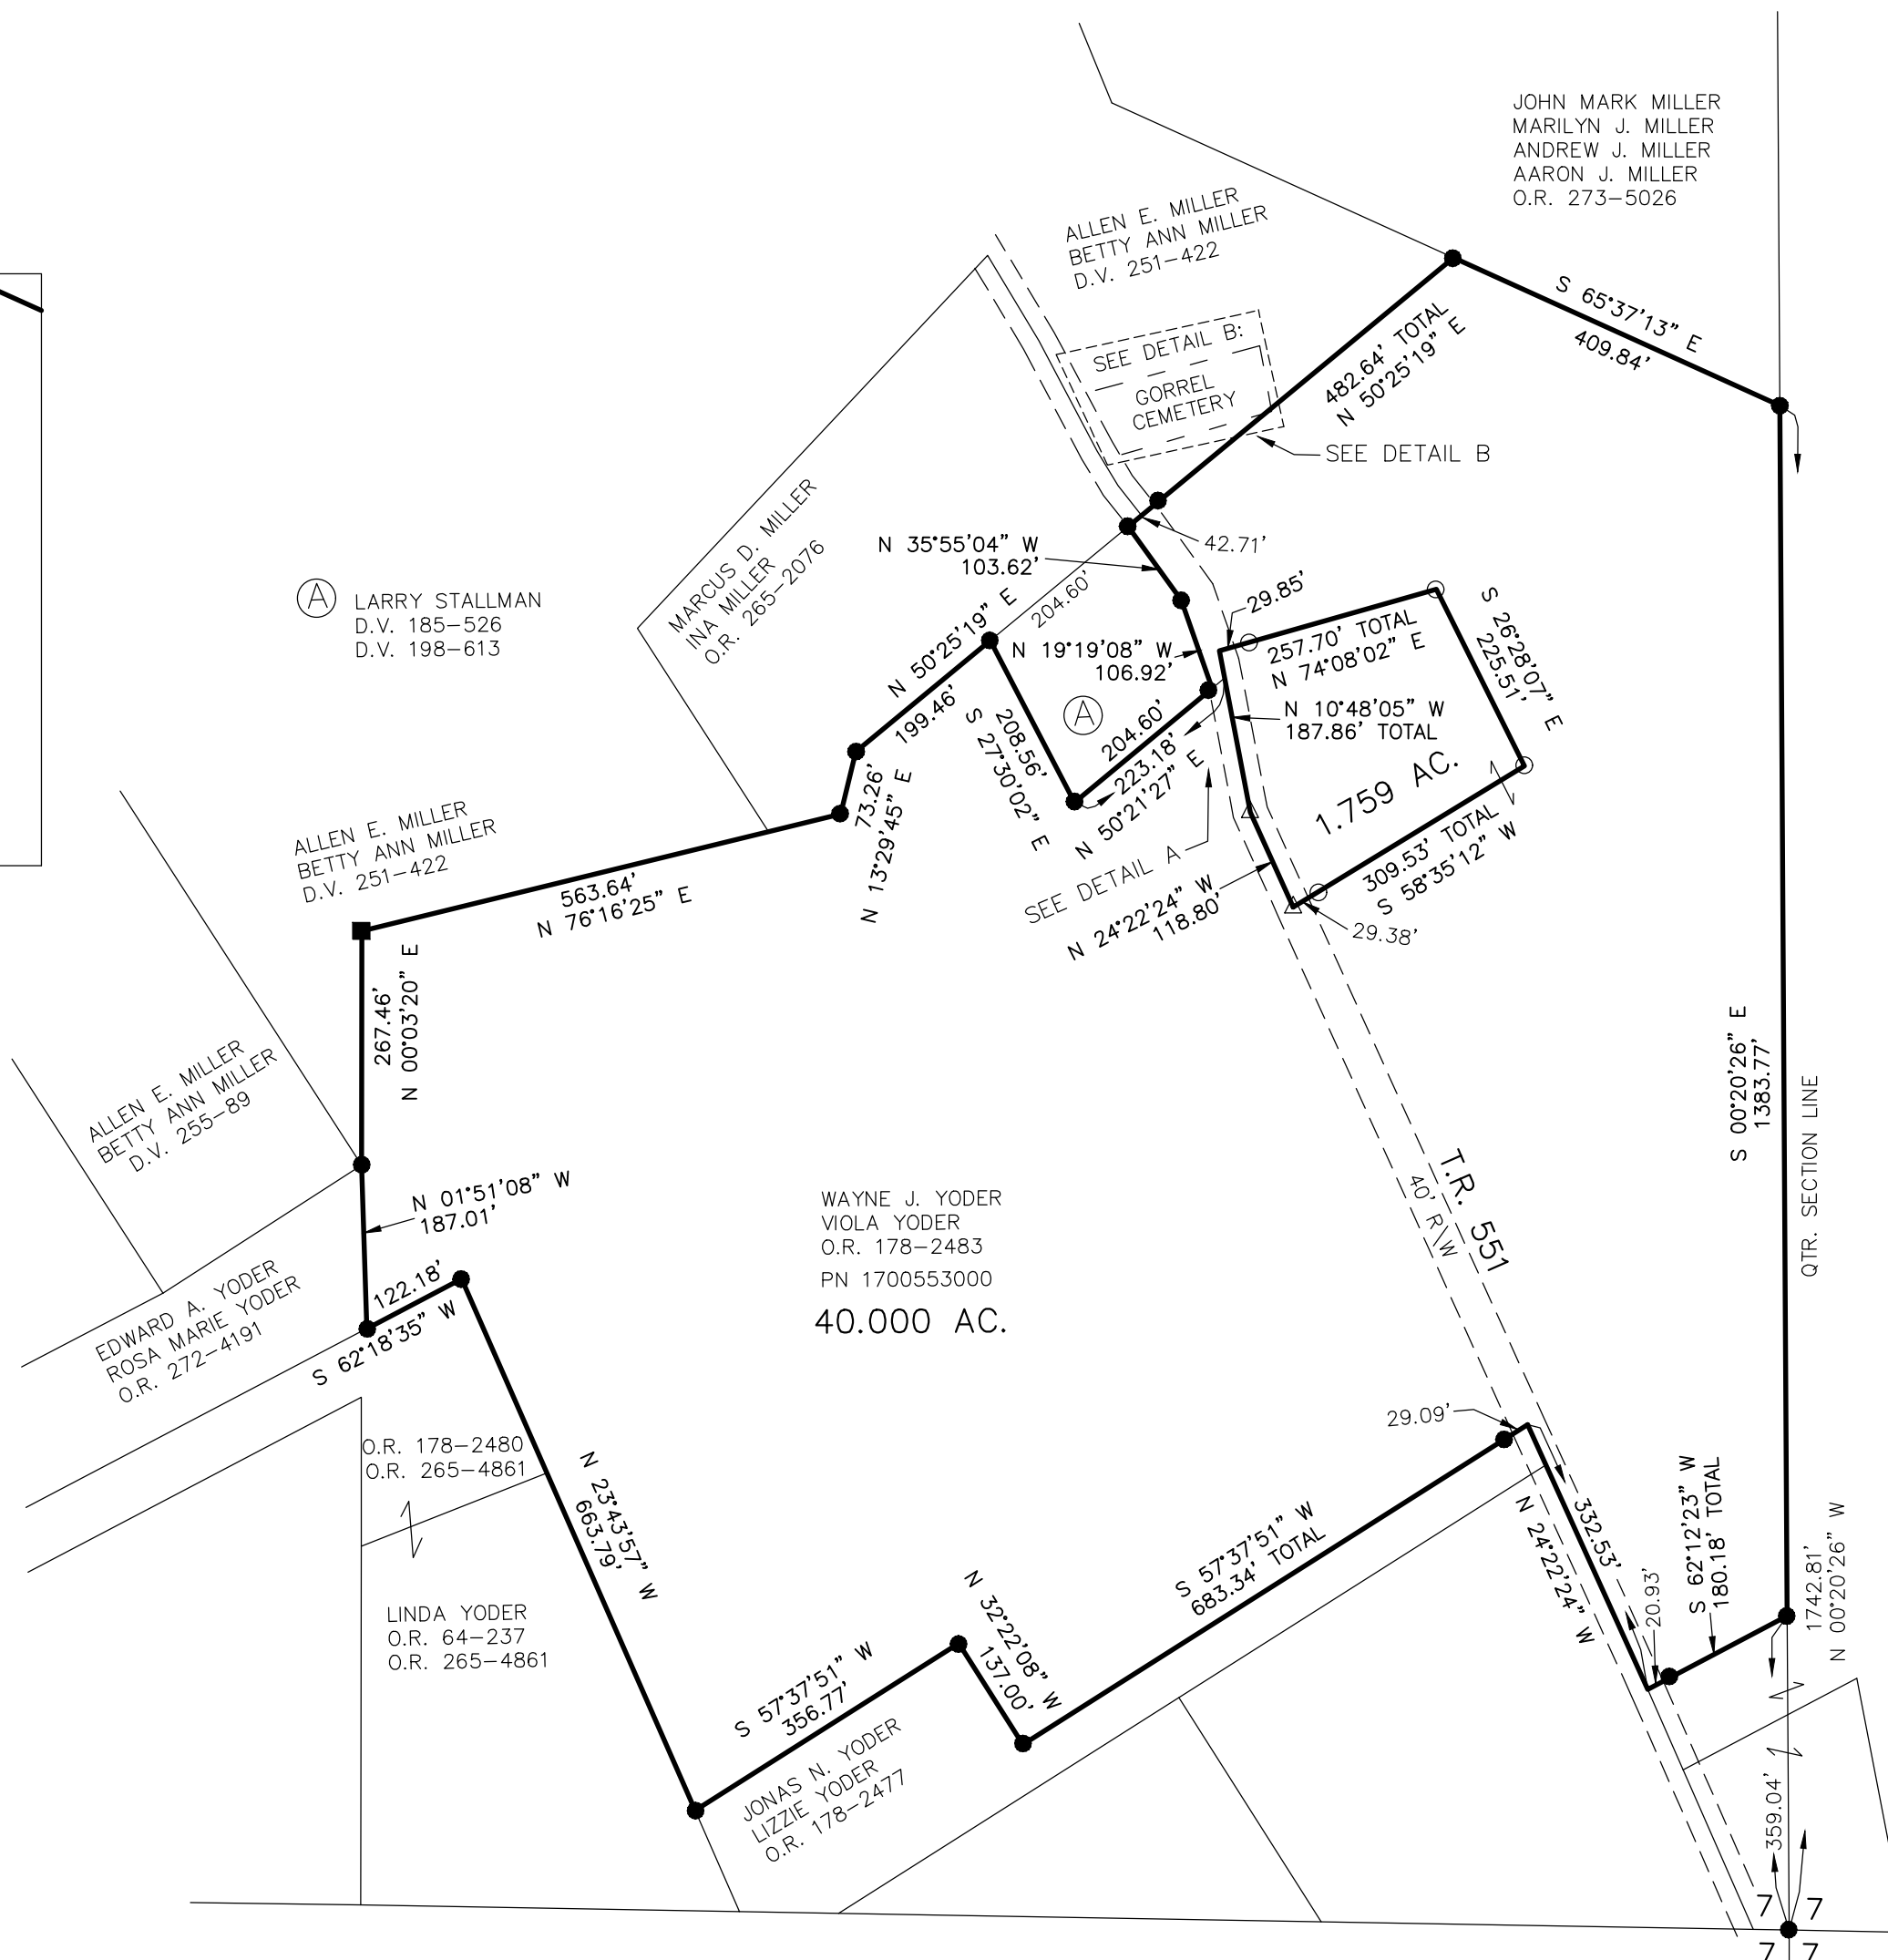 JOHN MARK MILLER
MARILYN J. MILLER
ANDREW J. MILLER
AARON J. MILLER
O.R. 273-5026
ALLEN E. MILLER
BETTY ANN MILLER
D.V. 251-422
S 65°37'13" E
409.84'
482.64' TOTAL
N 50°25'19" E
SEE DETAIL B:
GORREL
CEMETERY
SEE DETAIL B
MARCUS D. MILLER
INA MILLER
O.R. 265-2076
N 35°55'04" W
103.62'
42.71'
204.60'
29.85'
Ⓐ LARRY STALLMAN
D.V. 185-526
D.V. 198-613
N 50°25'19" E
199.46'
N 19°19'08" W
106.92'
257.70' TOTAL
N 74°08'02" E
S 26°28'07" E
225.51'
Ⓐ
N 10°48'05" W
187.86' TOTAL
208.56'
S 27°30'02" E
204.60'
223.18'
N 50°21'27" E
1.759 AC.
73.26'
N 13°29'45" E
309.53' TOTAL
S 58°35'12" W
SEE DETAIL A
N 24°22'24" W
118.80'
29.38'
ALLEN E. MILLER
BETTY ANN MILLER
D.V. 251-422
563.64'
N 76°16'25" E
267.46'
N 00°03'20" E
ALLEN E. MILLER
BETTY ANN MILLER
D.V. 255-89
S 00°20'26" E
1383.77'
QTR. SECTION LINE
N 01°51'08" W
187.01'
T.R. 551
40' R\W
WAYNE J. YODER
VIOLA YODER
O.R. 178-2483
PN 1700553000
40.000 AC.
EDWARD A. YODER
ROSA MARIE YODER
O.R. 272-4191
122.18'
S 62°18'35" W
29.09'
O.R. 178-2480
O.R. 265-4861
N 23°43'57" W
663.79'
S 57°37'51" W
683.34' TOTAL
332.53'
N 24°22'24" W
20.93'
S 62°12'23" W
180.18' TOTAL
1742.81'
N 00°20'26" W
LINDA YODER
O.R. 64-237
O.R. 265-4861
S 57°37'51" W
356.77'
N 32°22'08" W
137.00'
JONAS N. YODER
LIZZIE YODER
O.R. 178-2477
359.04'
7 7
7 7